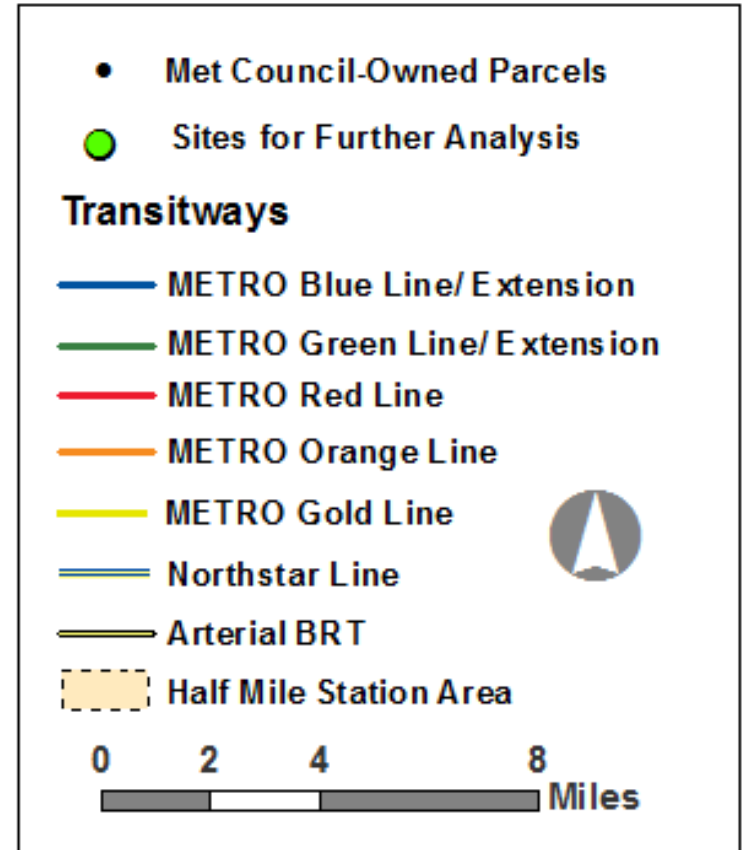 Met Council-Owned Parcels
Sites for Further Analysis
Transitways
METRO Blue Line/ Extension
METRO Green Line/ Extension
METRO Red Line
METRO Orange Line
METRO Gold Line
Northstar Line
Arterial BRT
Half Mile Station Area
0 2 4 8
Miles